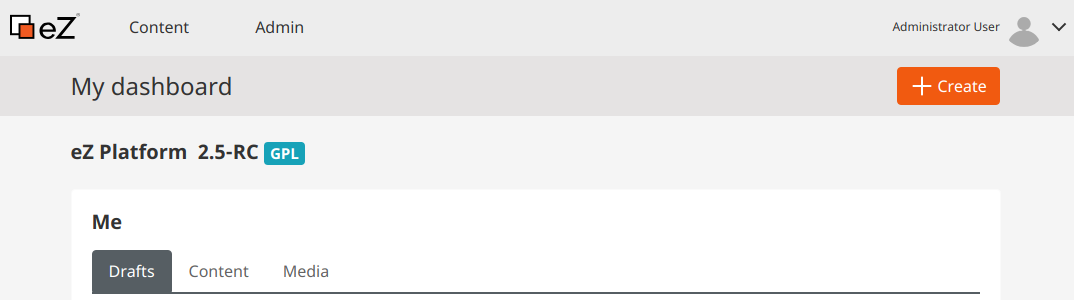 eZ® Content Admin Administrator User
My dashboard Create
eZ Platform 2.5-RC GPL
Me
Drafts Content Media